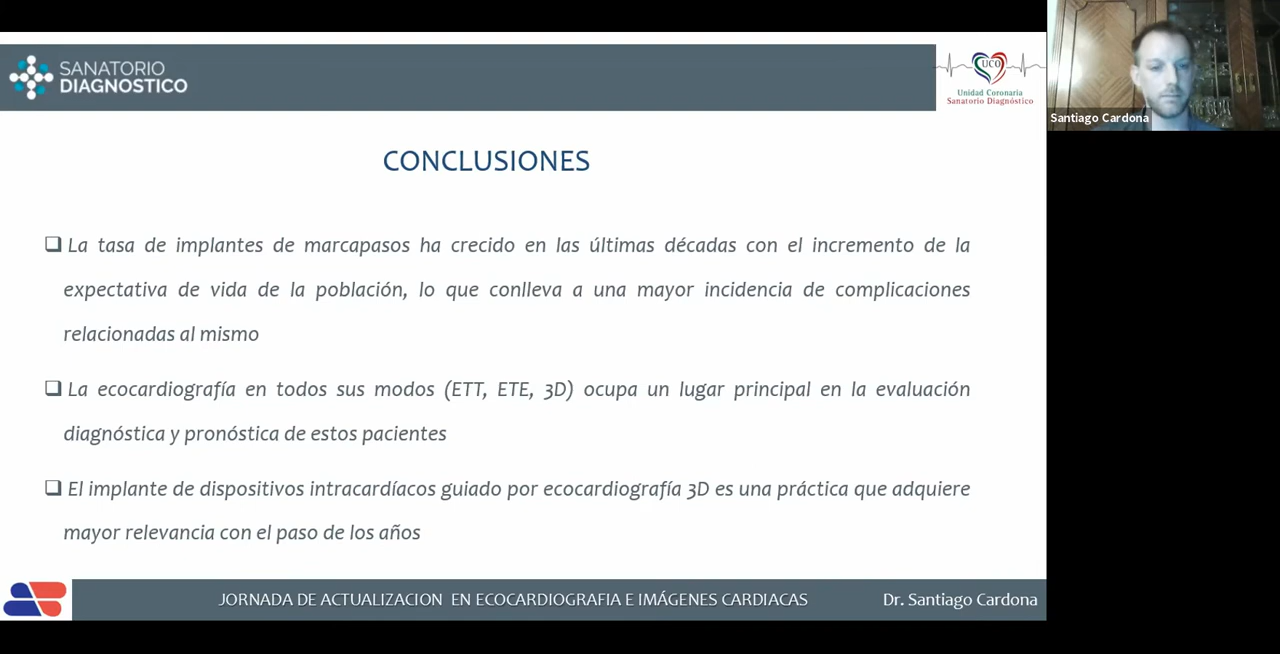 SANATORIO
DIAGNOSTICO
UCO
Unidad Coronaria
Sanatorio Diagnóstico
Santiago Cardona
CONCLUSIONES
La tasa de implantes de marcapasos ha crecido en las últimas décadas con el incremento de la
expectativa de vida de la población, lo que conlleva a una mayor incidencia de complicaciones
relacionadas al mismo
La ecocardiografía en todos sus modos (ETT, ETE, 3D) ocupa un lugar principal en la evaluación
diagnóstica y pronóstica de estos pacientes
El implante de dispositivos intracardíacos guiado por ecocardiografía 3D es una práctica que adquiere
mayor relevancia con el paso de los años
JORNADA DE ACTUALIZACION EN ECOCARDIOGRAFIA E IMÁGENES CARDIACAS
Dr. Santiago Cardona